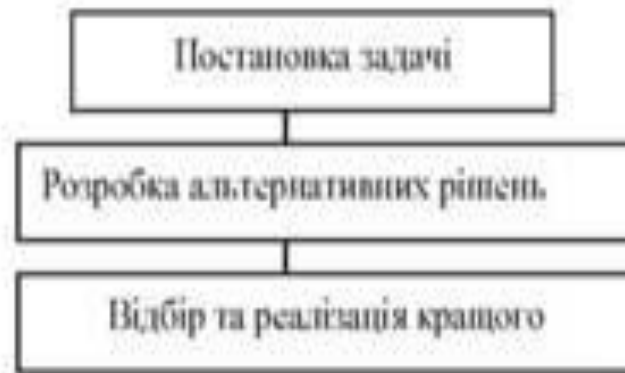 Постановка задачі
Розробка альтернативних рішень
Відбір та реалізація кращого